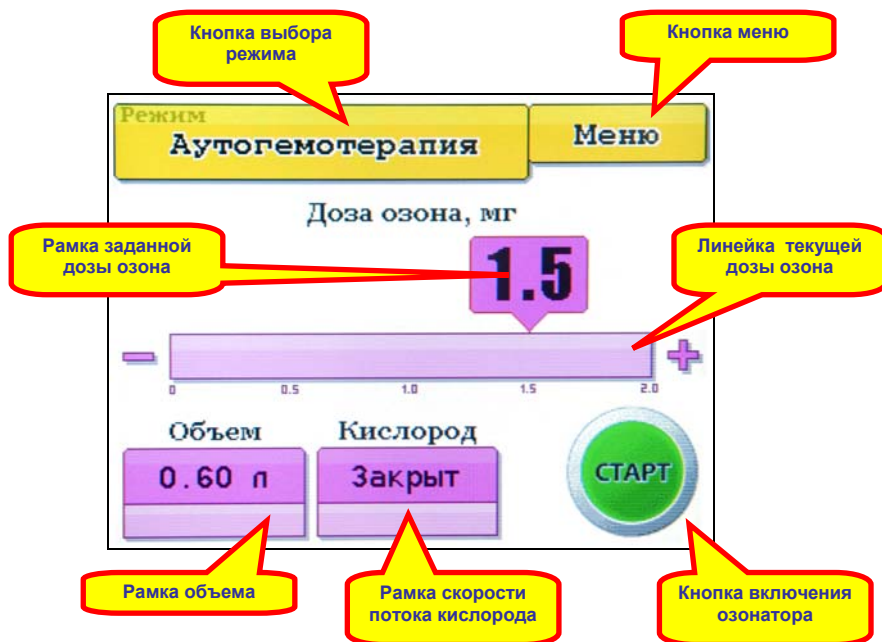 Кнопка выбора
режима
Кнопка меню
Режим
Аутогемотерапия
Меню
Доза озона, мг
Рамка заданной
дозы озона
1.5
Линейка текущей
дозы озона
0 0.5 1.0 1.5 2.0
Объем
Кислород
0.60 л
Закрыт
СТАРТ
Рамка объема
Рамка скорости
потока кислорода
Кнопка включения
озонатора